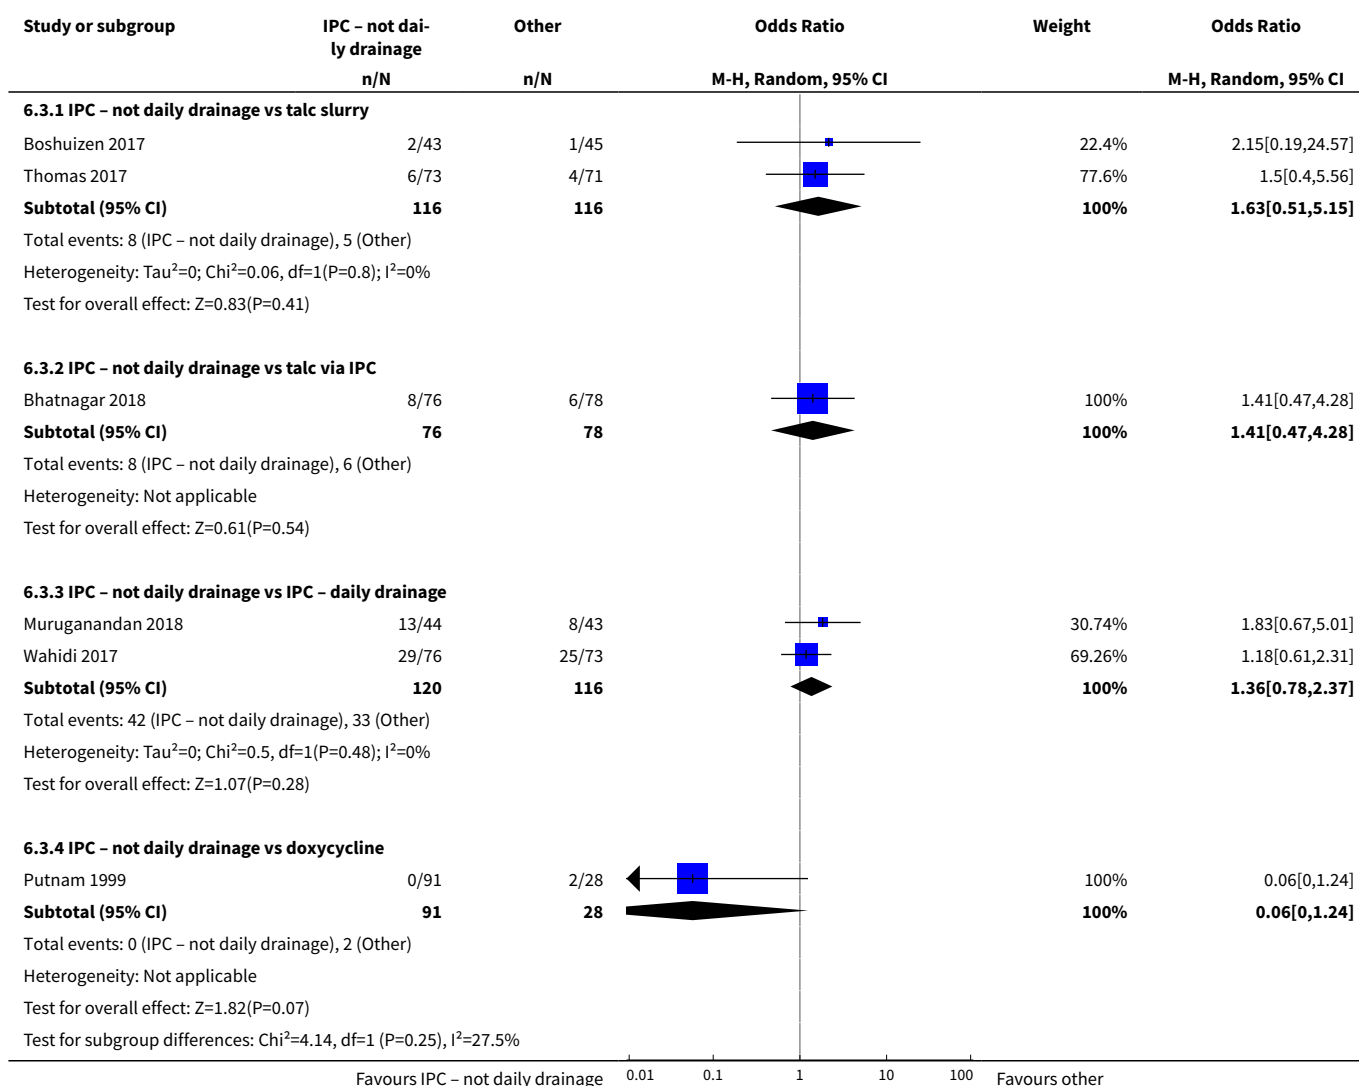 Study or subgroup IPC – not dai- Other Odds Ratio Weight Odds Ratio
ly drainage
n/N n/N M-H, Random, 95% CI M-H, Random, 95% CI
6.3.1 IPC – not daily drainage vs talc slurry
Boshuizen 2017 2/43 1/45 22.4% 2.15[0.19,24.57]
Thomas 2017 6/73 4/71 77.6% 1.5[0.4,5.56]
Subtotal (95% CI) 116 116 100% 1.63[0.51,5.15]
Total events: 8 (IPC – not daily drainage), 5 (Other)
Heterogeneity: Tau²=0; Chi²=0.06, df=1(P=0.8); I²=0%
Test for overall effect: Z=0.83(P=0.41)
6.3.2 IPC – not daily drainage vs talc via IPC
Bhatnagar 2018 8/76 6/78 100% 1.41[0.47,4.28]
Subtotal (95% CI) 76 78 100% 1.41[0.47,4.28]
Total events: 8 (IPC – not daily drainage), 6 (Other)
Heterogeneity: Not applicable
Test for overall effect: Z=0.61(P=0.54)
6.3.3 IPC – not daily drainage vs IPC – daily drainage
Muruganandan 2018 13/44 8/43 30.74% 1.83[0.67,5.01]
Wahidi 2017 29/76 25/73 69.26% 1.18[0.61,2.31]
Subtotal (95% CI) 120 116 100% 1.36[0.78,2.37]
Total events: 42 (IPC – not daily drainage), 33 (Other)
Heterogeneity: Tau²=0; Chi²=0.5, df=1(P=0.48); I²=0%
Test for overall effect: Z=1.07(P=0.28)
6.3.4 IPC – not daily drainage vs doxycycline
Putnam 1999 0/91 2/28 100% 0.06[0,1.24]
Subtotal (95% CI) 91 28 100% 0.06[0,1.24]
Total events: 0 (IPC – not daily drainage), 2 (Other)
Heterogeneity: Not applicable
Test for overall effect: Z=1.82(P=0.07)
Test for subgroup differences: Chi²=4.14, df=1 (P=0.25), I²=27.5%
Favours IPC – not daily drainage 0.01 0.1 1 10 100 Favours other